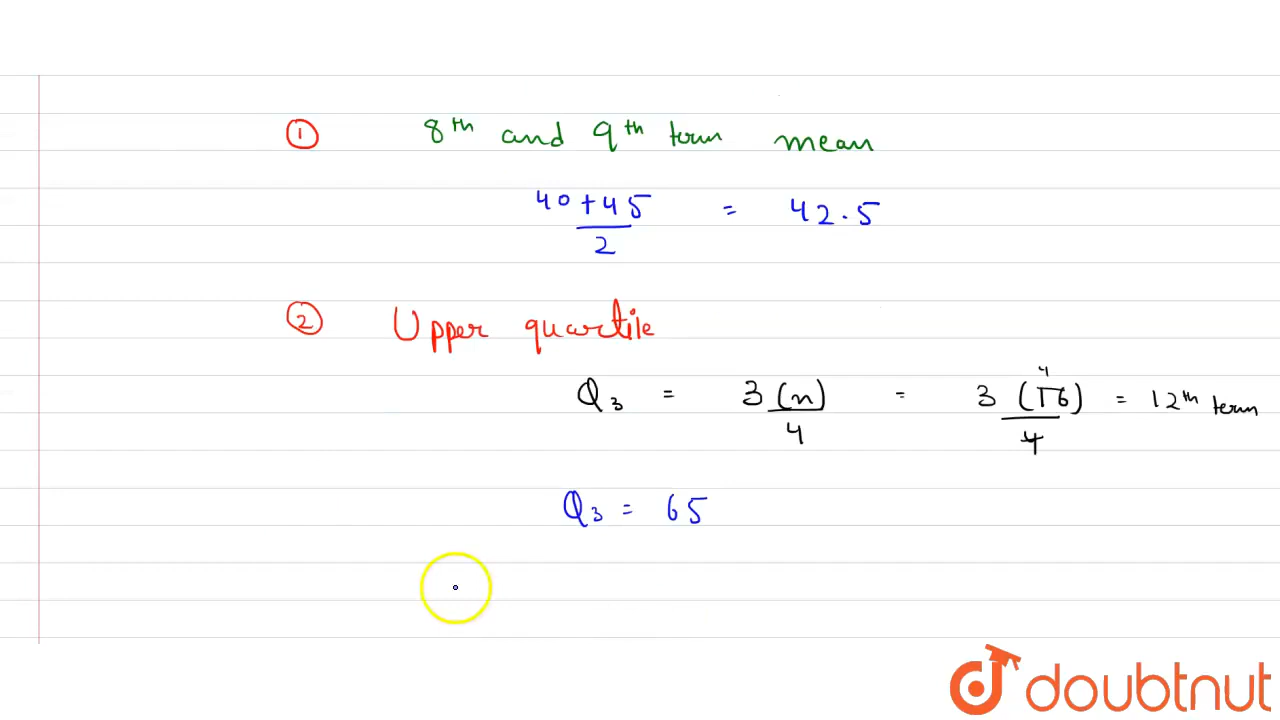 ① 8th and 9th term mean
40+45/2 = 42.5
② Upper quartile
Q3 = 3(n)/4 = 3(16)/4 = 12th term
4
Q3 = 65
doubtnut